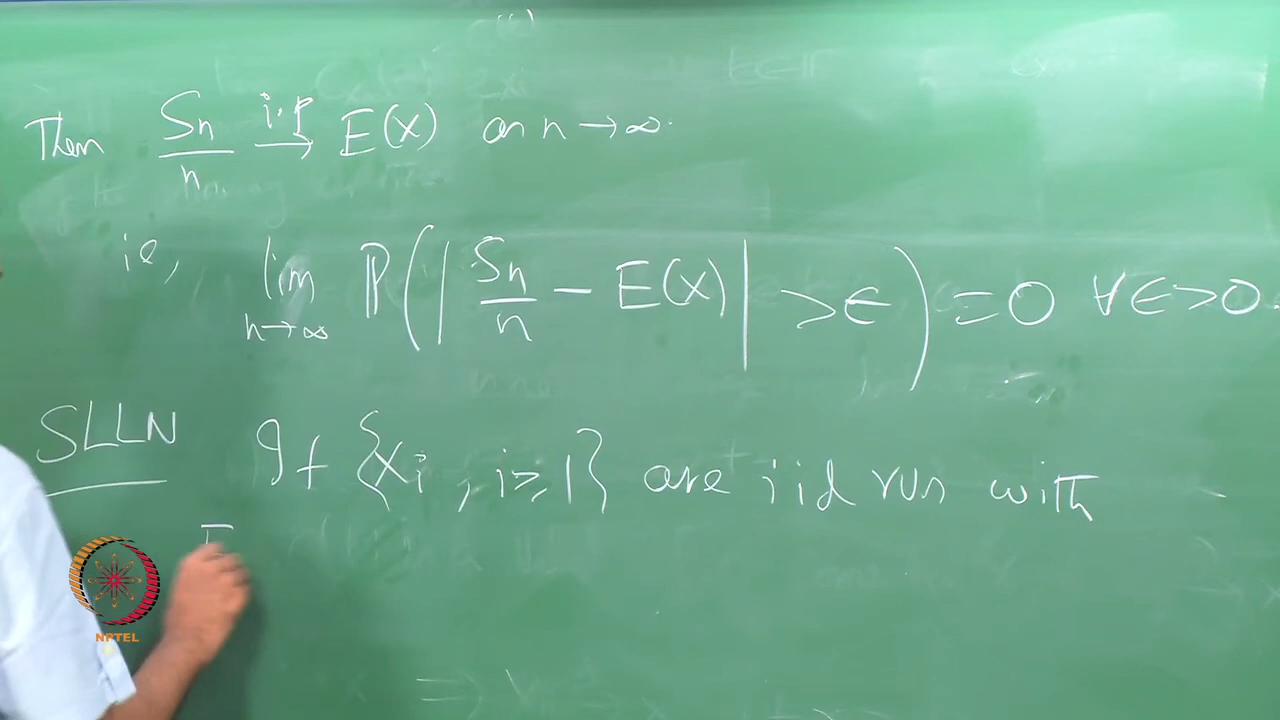 Then Sn/n i.p→ E(X) as n→∞.
ie, lim n→∞ ℙ(|Sn/n − E(X)| > ϵ) = 0 ∀ϵ>0.
SLLN If {Xi, i≥1} are iid rvs with
NPTEL